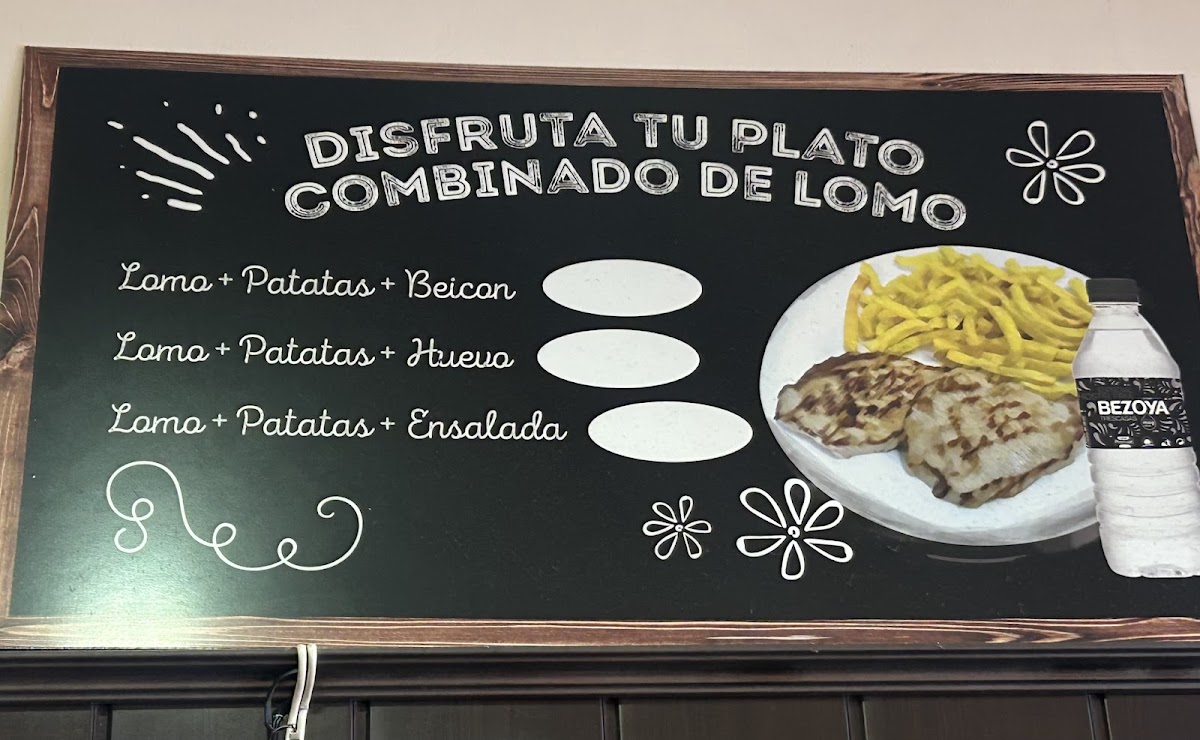 DISFRUTA TU PLATO
COMBINADO DE LOMO
Lomo + Patatas + Beicon
Lomo + Patatas + Huevo
Lomo + Patatas + Ensalada
BEZOYA